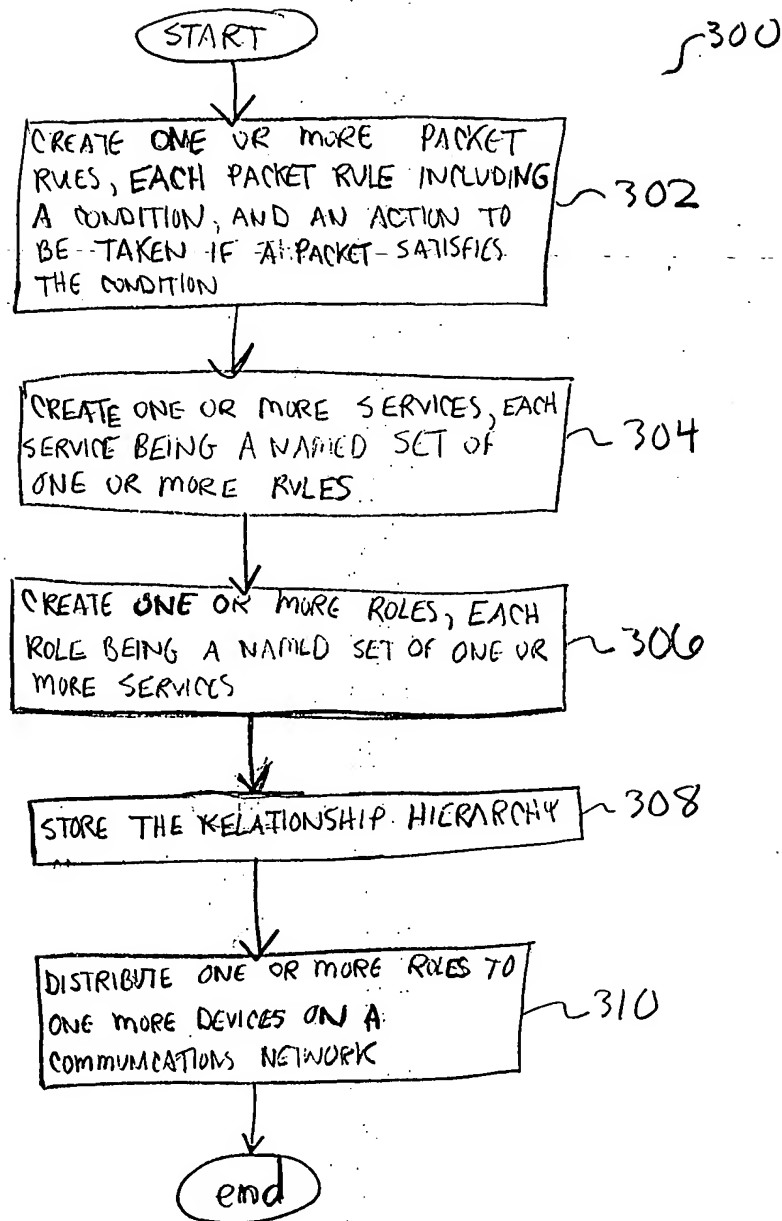 START
300
CREATE ONE OR MORE PACKET
RULES, EACH PACKET RULE INCLUDING
A CONDITION, AND AN ACTION TO
BE TAKEN IF A PACKET SATISFIES
THE CONDITION
302
CREATE ONE OR MORE SERVICES, EACH
SERVICE BEING A NAMED SET OF
ONE OR MORE RULES
304
CREATE ONE OR MORE ROLES, EACH
ROLE BEING A NAMED SET OF ONE OR
MORE SERVICES
306
STORE THE RELATIONSHIP HIERARCHY
308
DISTRIBUTE ONE OR MORE ROLES TO
ONE MORE DEVICES ON A
COMMUNICATIONS NETWORK
310
end